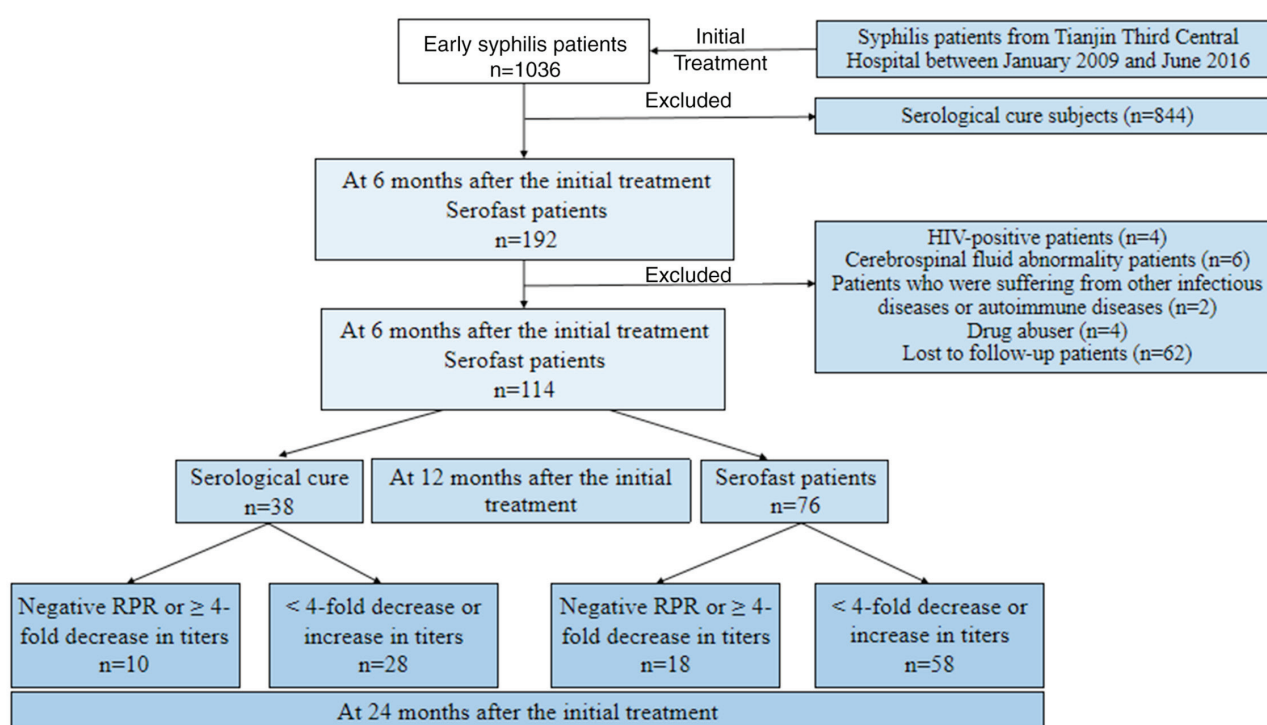 Early syphilis patients
n=1036
Initial
Treatment
Syphilis patients from Tianjin Third Central
Hospital between January 2009 and June 2016
Excluded
Serological cure subjects (n=844)
At 6 months after the initial treatment
Serofast patients
n=192
Excluded
HIV-positive patients (n=4)
Cerebrospinal fluid abnormality patients (n=6)
Patients who were suffering from other infectious
diseases or autoimmune diseases (n=2)
Drug abuser (n=4)
Lost to follow-up patients (n=62)
At 6 months after the initial treatment
Serofast patients
n=114
Serological cure
n=38
At 12 months after the initial
treatment
Serofast patients
n=76
Negative RPR or ≥ 4-
fold decrease in titers
n=10
< 4-fold decrease or
increase in titers
n=28
Negative RPR or ≥ 4-
fold decrease in titers
n=18
< 4-fold decrease or
increase in titers
n=58
At 24 months after the initial treatment